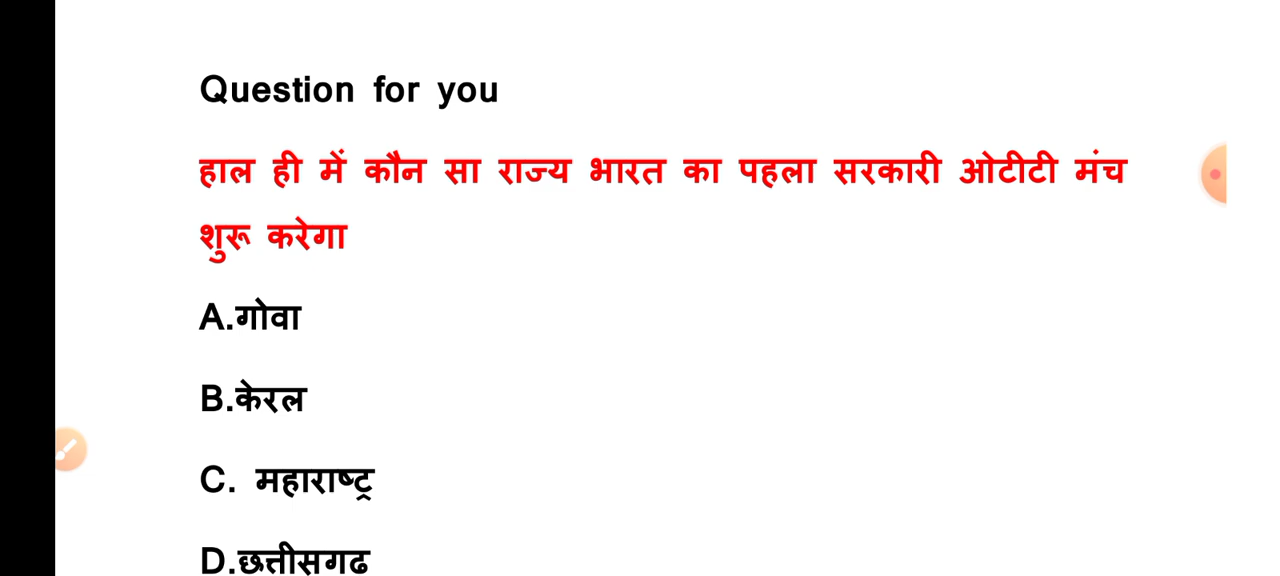 Question for you
हाल ही में कौन सा राज्य भारत का पहला सरकारी ओटीटी मंच
शुरू करेगा
A.गोवा
B.केरल
C. महाराष्ट्र
D.छत्तीसगढ